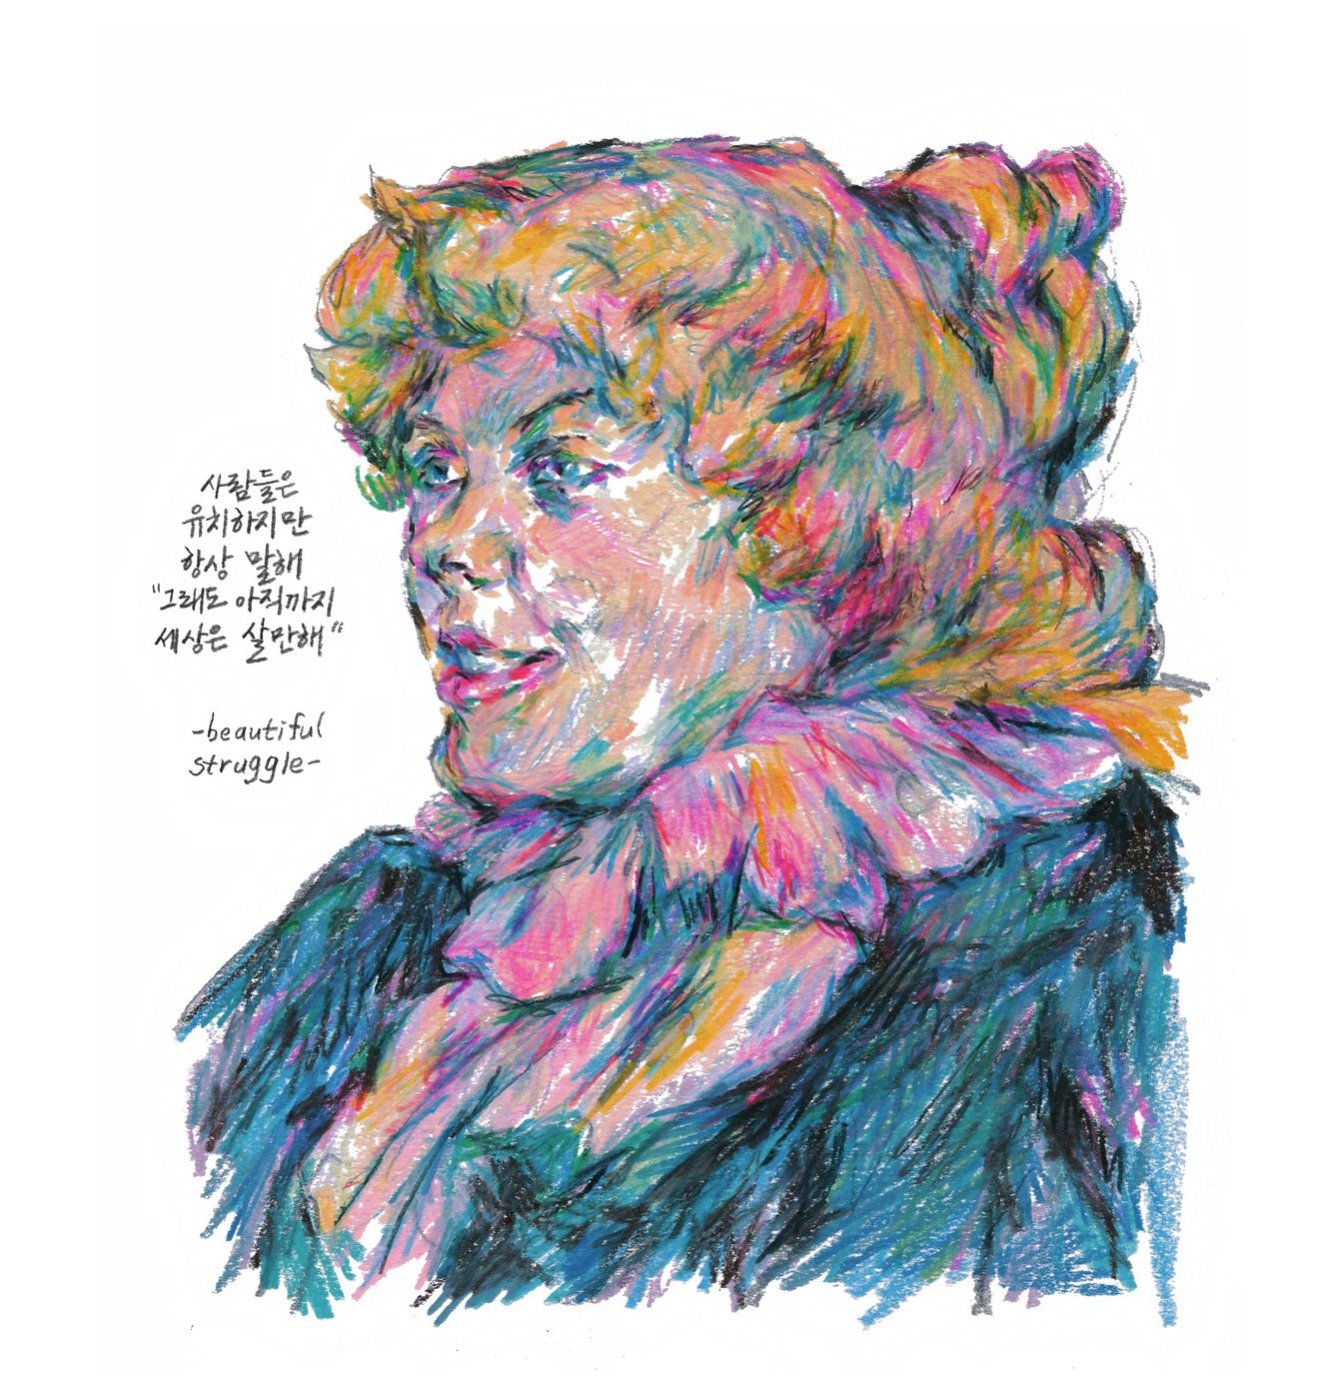 사람들은
유치하지만
항상 말해
"그래도 아직까지
세상은 살만해"
-beautiful
struggle-